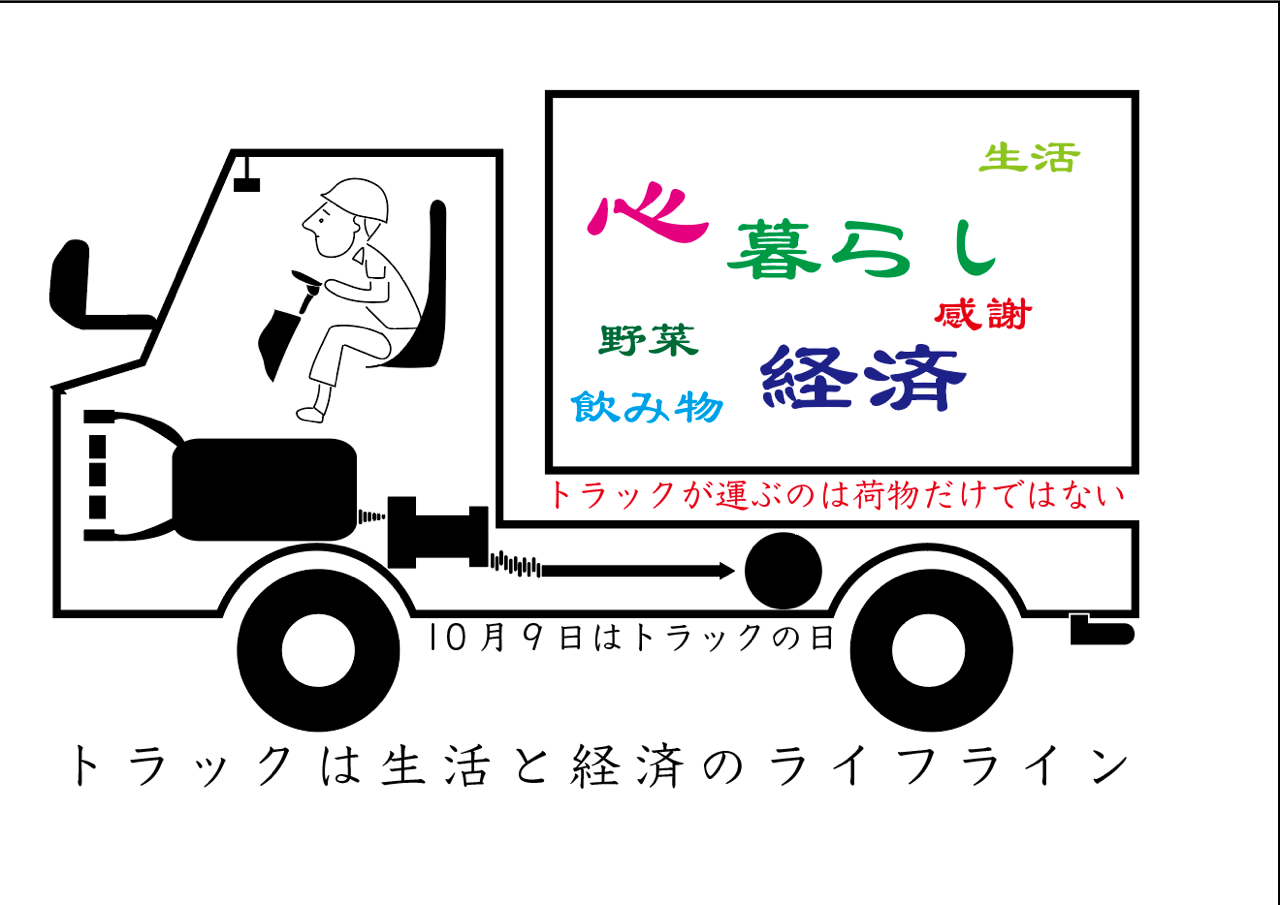 生活
心
暮らし
感謝
野菜
経済
飲み物
トラックが運ぶのは荷物だけではない
10月9日はトラックの日
トラックは生活と経済のライフライン